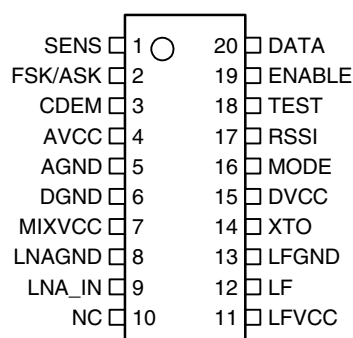 SENS 1 20 DATA
FSK/ASK 2 19 ENABLE
CDEM 3 18 TEST
AVCC 4 17 RSSI
AGND 5 16 MODE
DGND 6 15 DVCC
MIXVCC 7 14 XTO
LNAGND 8 13 LFGND
LNA_IN 9 12 LF
NC 10 11 LFVCC